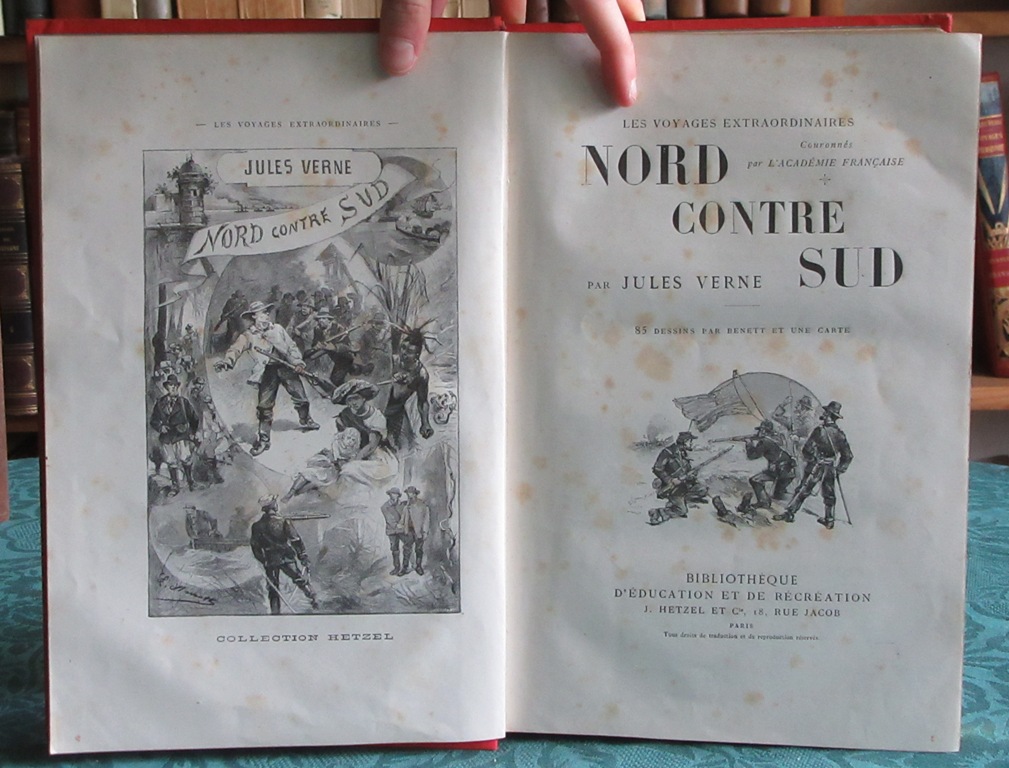 — LES VOYAGES EXTRAORDINAIRES —
JULES VERNE
NORD CONTRE SUD
COLLECTION HETZEL
LES VOYAGES EXTRAORDINAIRES
Couronnés
par L'ACADÉMIE FRANÇAISE
NORD
CONTRE
SUD
PAR JULES VERNE
85 DESSINS PAR BENETT ET UNE CARTE
BIBLIOTHÈQUE
D'ÉDUCATION ET DE RÉCRÉATION
J. HETZEL ET Cie, 18, RUE JACOB
PARIS
Tous droits de traduction et de reproduction réservés.